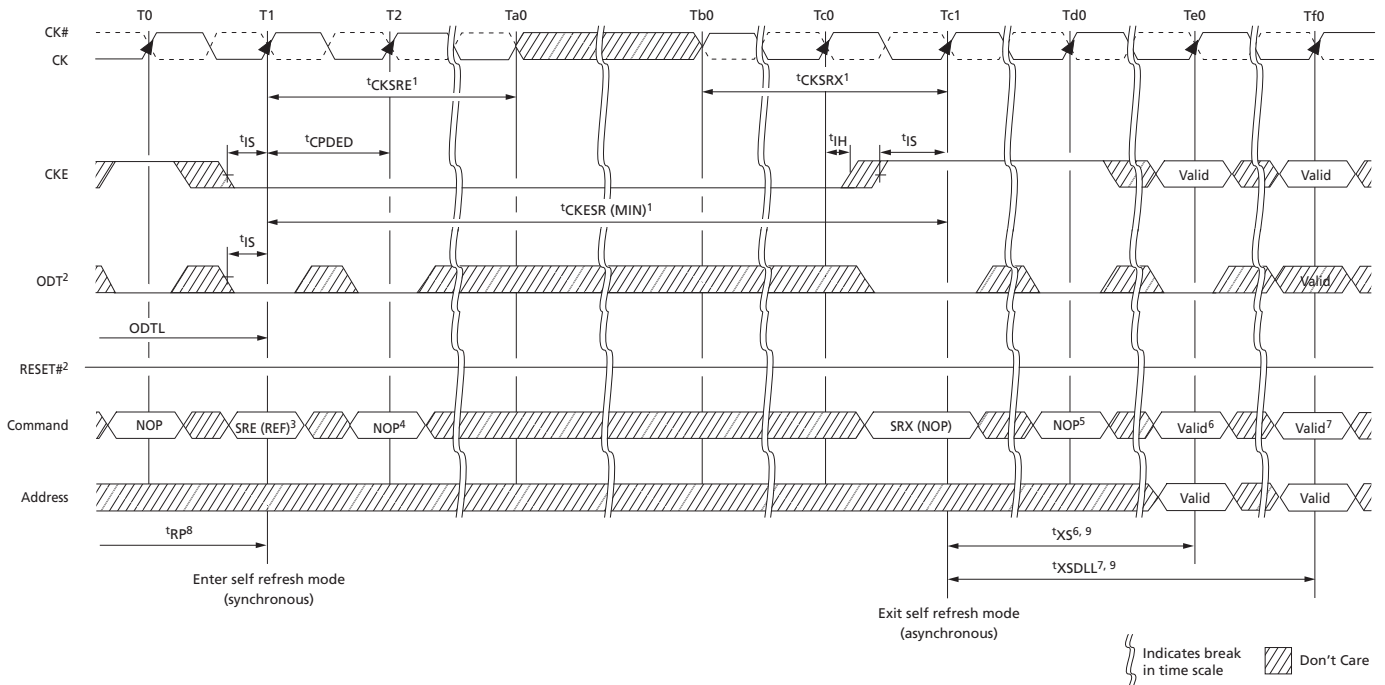 T0 T1 T2 Ta0 Tb0 Tc0 Tc1 Td0 Te0 Tf0
CK#
CK
tCKSRE1 tCKSRX1
tIS tCPDED tIH tIS
CKE Valid Valid
tCKESR (MIN)1
tIS
ODT2 Valid
ODTL
RESET#2
Command NOP SRE (REF)3 NOP4 SRX (NOP) NOP5 Valid6 Valid7
Address Valid Valid
tRP8 tXS6, 9
tXSDLL7, 9
Enter self refresh mode
(synchronous)
Exit self refresh mode
(asynchronous)
Indicates break
in time scale
Don't Care